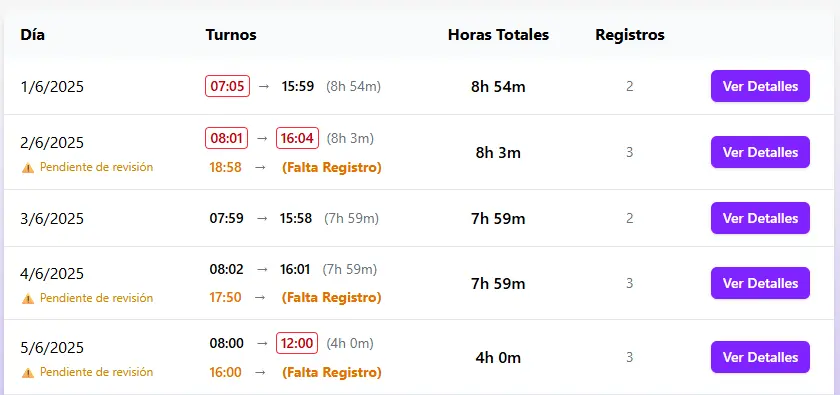 Día Turnos Horas Totales Registros
1/6/2025 07:05 → 15:59 (8h 54m) 8h 54m 2 Ver Detalles
2/6/2025 08:01 → 16:04 (8h 3m) 8h 3m 3 Ver Detalles
⚠ Pendiente de revisión 18:58 → (Falta Registro)
3/6/2025 07:59 → 15:58 (7h 59m) 7h 59m 2 Ver Detalles
4/6/2025 08:02 → 16:01 (7h 59m) 7h 59m 3 Ver Detalles
⚠ Pendiente de revisión 17:50 → (Falta Registro)
5/6/2025 08:00 → 12:00 (4h 0m) 4h 0m 3 Ver Detalles
⚠ Pendiente de revisión 16:00 → (Falta Registro)